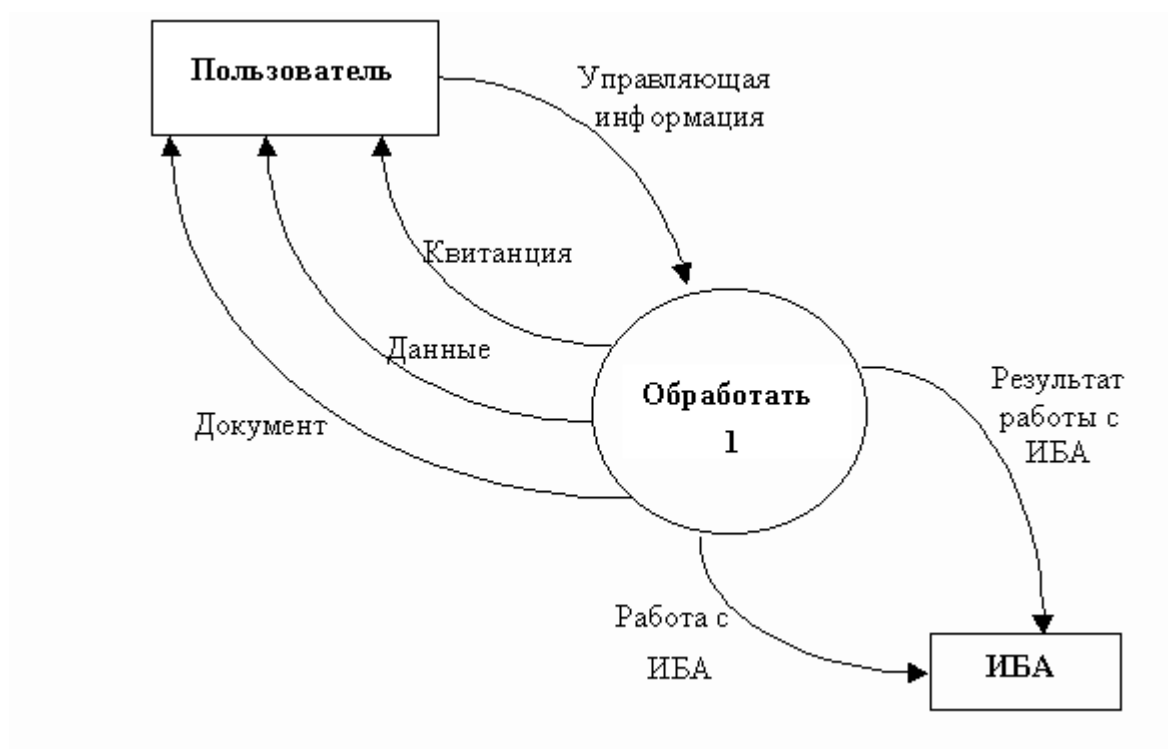 Пользователь
Управляющая
информация
Квитанция
Данные
Документ
Обработать
1
Результат
работы с
ИБА
Работа с
ИБА
ИБА